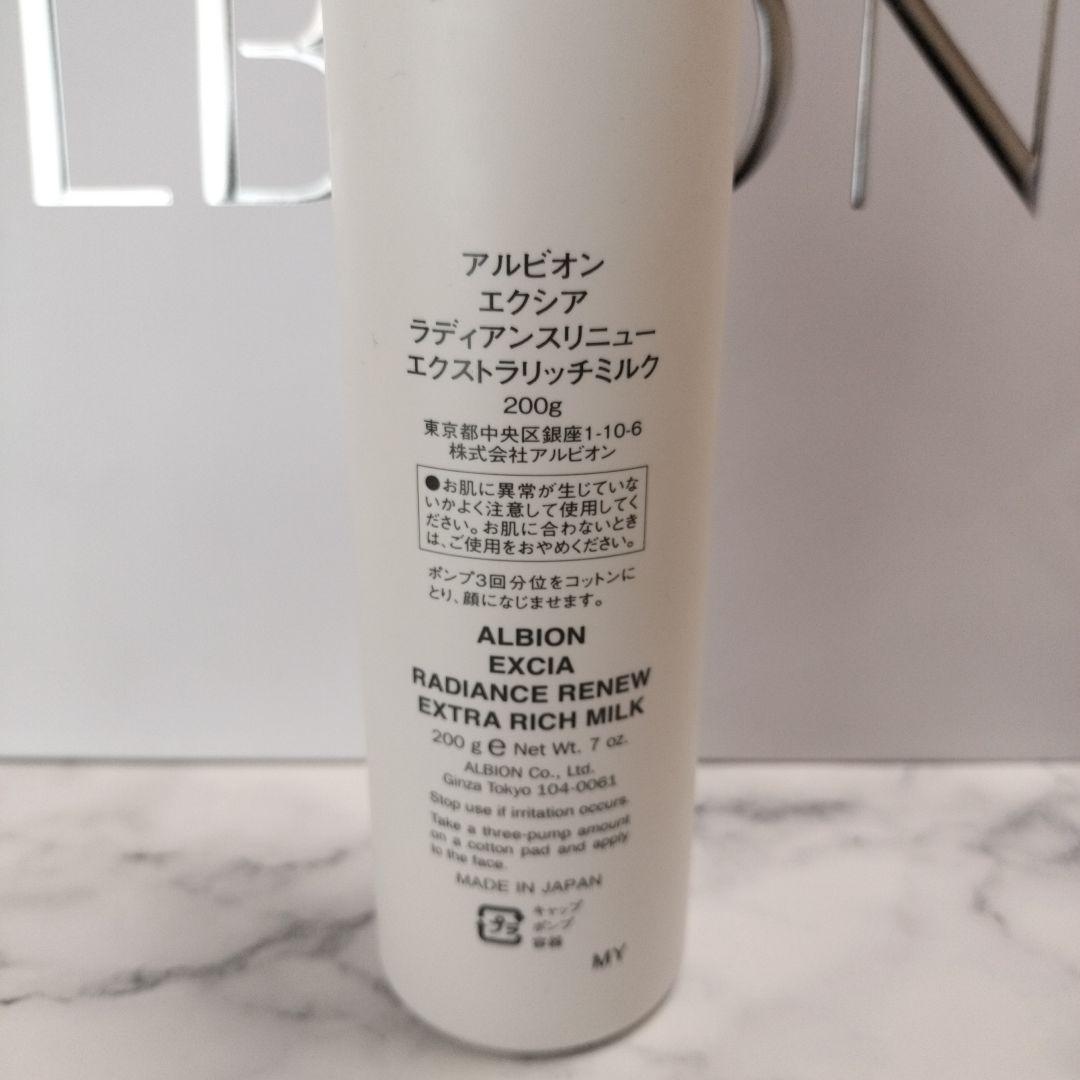 LBION
アルビオン
エクシア
ラディアンスリニュー
エクストラリッチミルク
200g
東京都中央区銀座1-10-6
株式会社アルビオン
●お肌に異常が生じていな
いかよく注意して使用してく
ださい。お肌に合わないとき
は、ご使用をおやめください。
ポンプ3回分位をコットンに
とり、顔になじませます。
ALBION
EXCIA
RADIANCE RENEW
EXTRA RICH MILK
200 g ℮ Net Wt. 7 oz.
ALBION Co., Ltd.
Ginza Tokyo 104-0061
Stop use if irritation occurs.
Take a three-pump amount
on a cotton pad and apply
to the face.
MADE IN JAPAN
プラ
キャップ
ポンプ
容器
MY